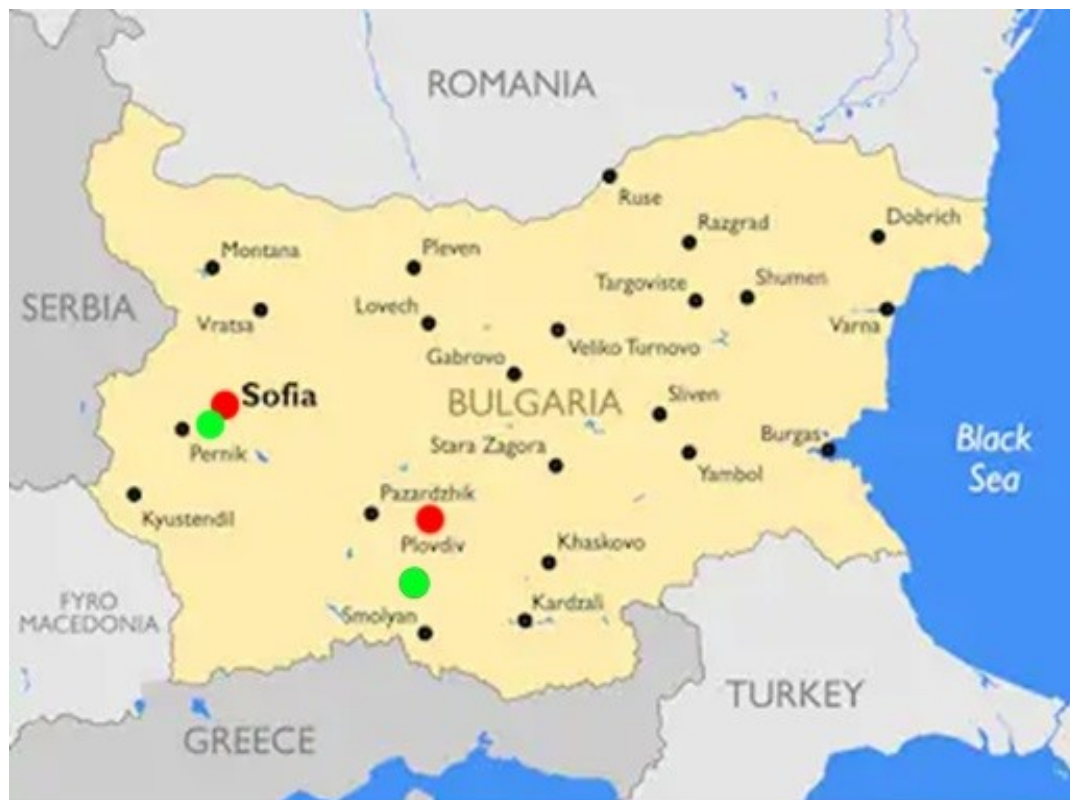 ROMANIA
Ruse
Dobrich
Razgrad
Montana
Pleven
Targoviste
Shumen
SERBIA
Lovech
Vratsa
Varna
Veliko Turnovo
Gabrovo
Sofia
BULGARIA
Sliven
Burgas
Stara Zagora
Black
Sea
Pernik
Yambol
Pazardzhik
Kyustendil
Plovdiv
Khaskovo
FYRO
MACEDONIA
Smolyan
Kardzali
TURKEY
GREECE